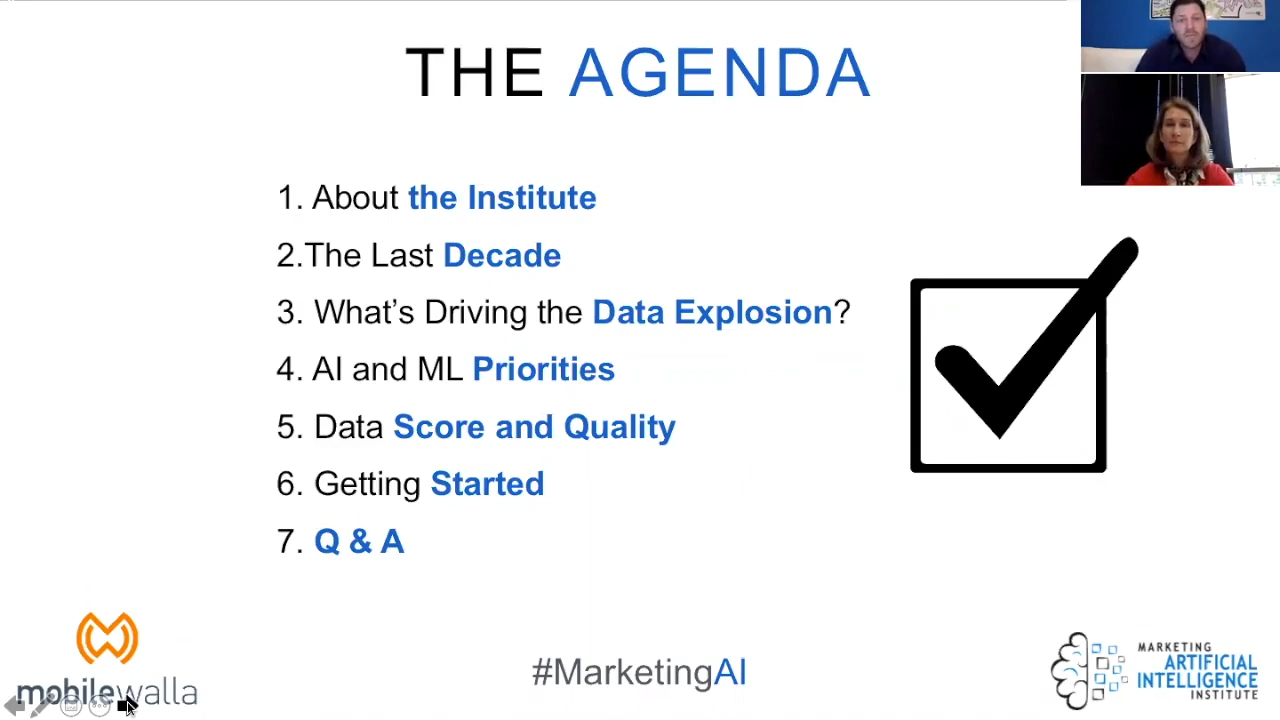 THE AGENDA
1. About the Institute
2.The Last Decade
3. What's Driving the Data Explosion?
4. AI and ML Priorities
5. Data Score and Quality
6. Getting Started
7. Q & A
mobilewalla
#MarketingAI
MARKETING
ARTIFICIAL
INTELLIGENCE
INSTITUTE